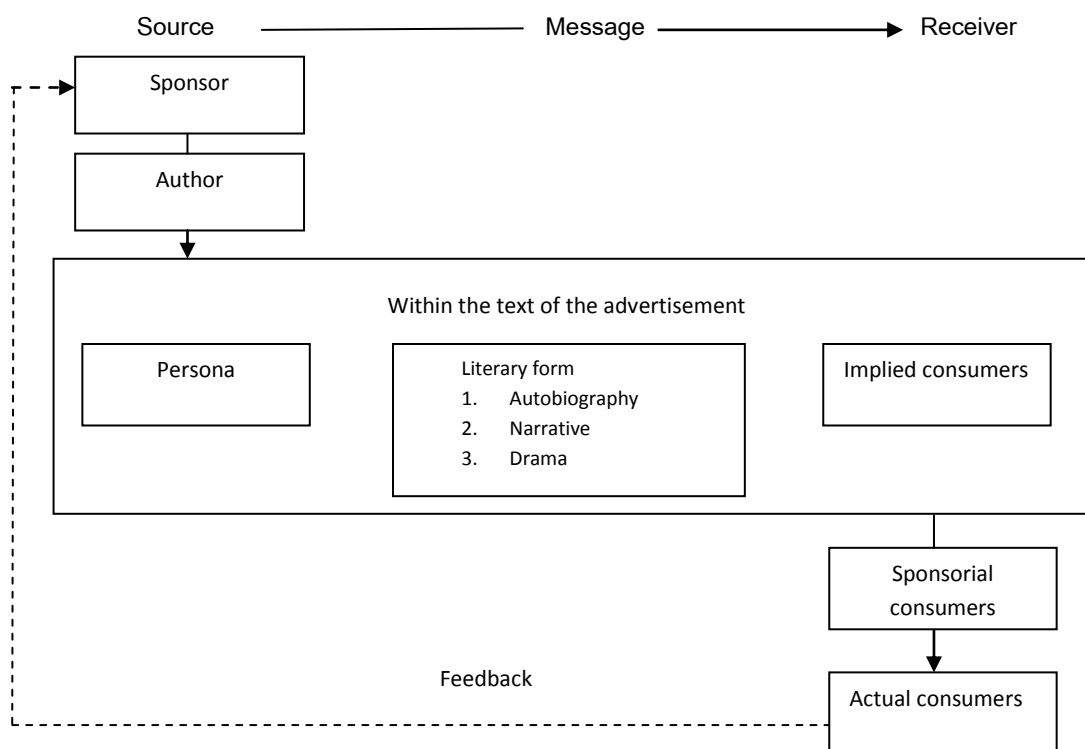 Source Message Receiver
Sponsor
Author
Within the text of the advertisement
Persona
Literary form
1. Autobiography
2. Narrative
3. Drama
Implied consumers
Sponsorial
consumers
Feedback
Actual consumers